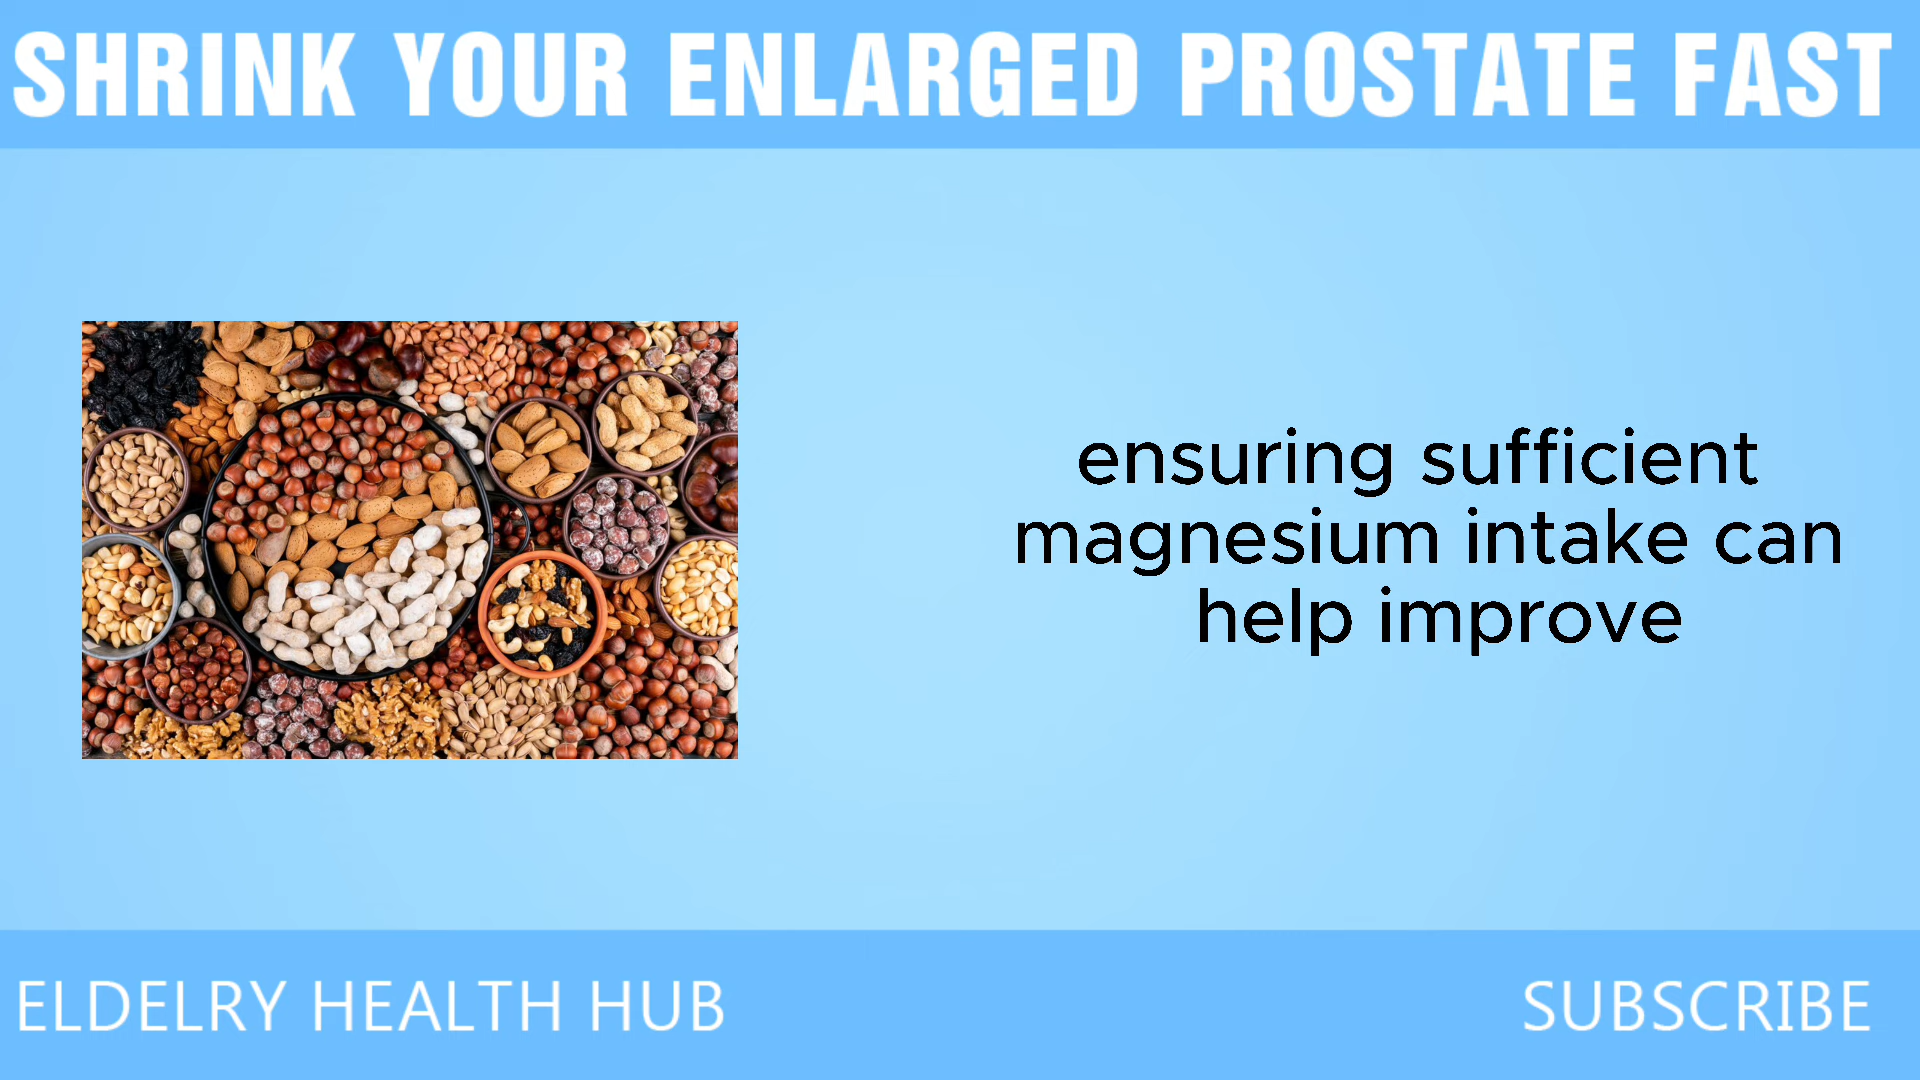 SHRINK YOUR ENLARGED PROSTATE FAST
ensuring sufficient
magnesium intake can
help improve
ELDELRY HEALTH HUB
SUBSCRIBE